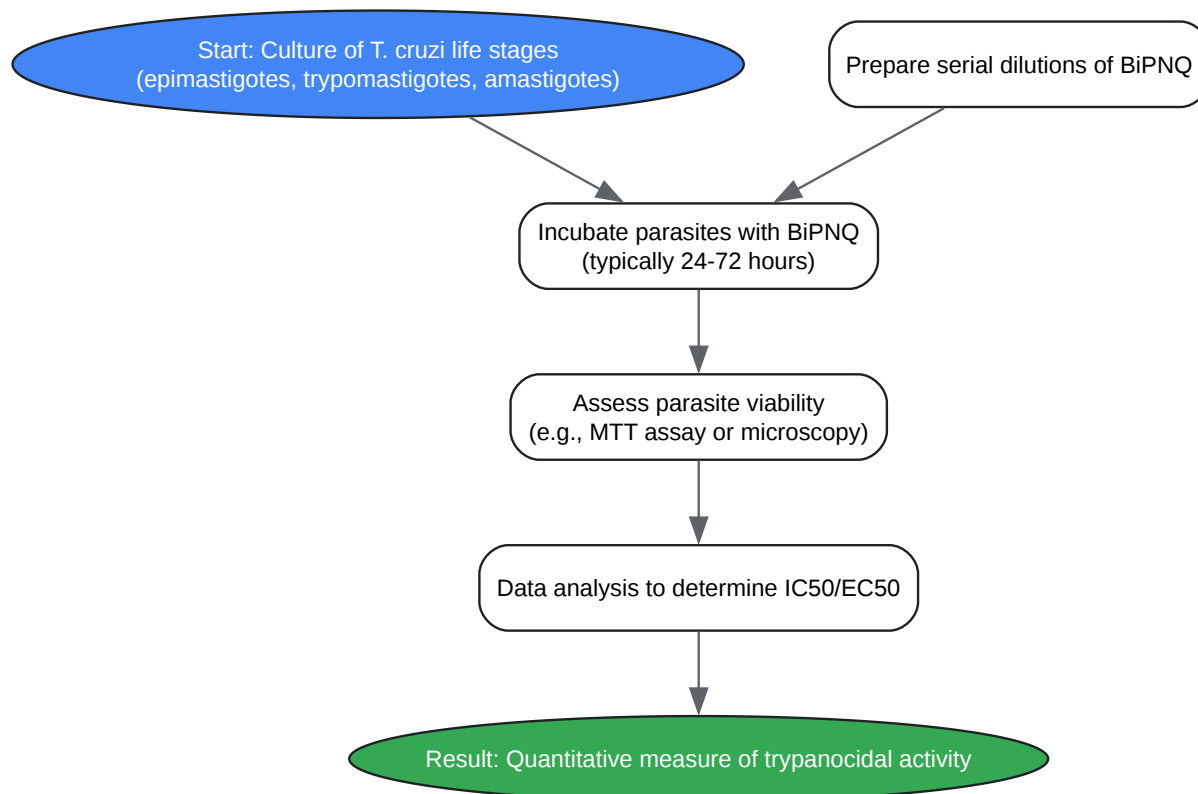 Start: Culture of T. cruzi life stages
(epimastigotes, trypomastigotes, amastigotes)
Prepare serial dilutions of BiPNQ
Incubate parasites with BiPNQ
(typically 24-72 hours)
Assess parasite viability
(e.g., MTT assay or microscopy)
Data analysis to determine IC50/EC50
Result: Quantitative measure of trypanocidal activity